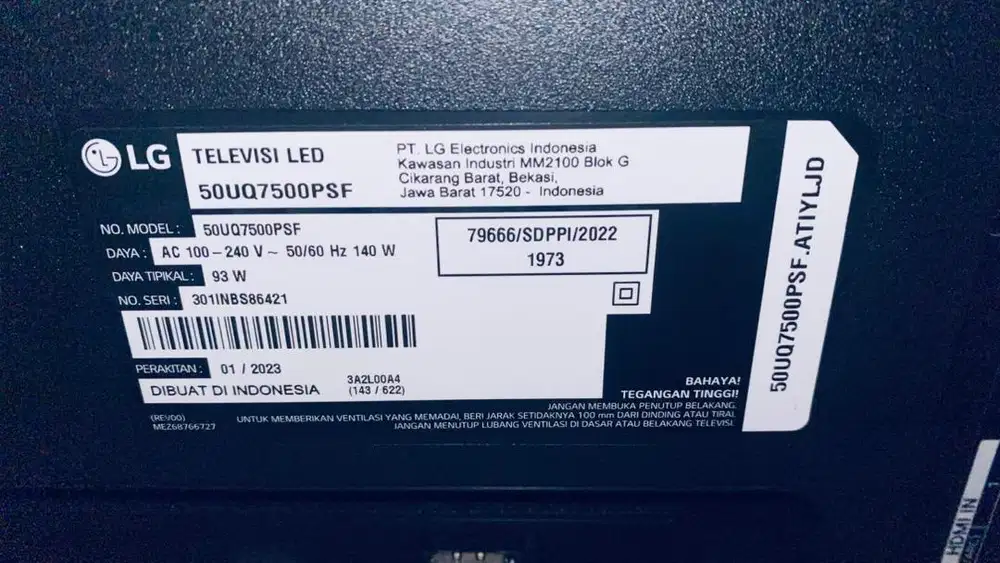 LG
TELEVISI LED
50UQ7500PSF
PT. LG Electronics Indonesia
Kawasan Industri MM2100 Blok G
Cikarang Barat, Bekasi,
Jawa Barat 17520 - Indonesia
NO. MODEL : 50UQ7500PSF
DAYA : AC 100 – 240 V ~ 50/60 Hz 140 W
DAYA TIPIKAL : 93 W
NO. SERI : 301INBS86421
79666/SDPPI/2022
1973
PERAKITAN : 01 / 2023
DIBUAT DI INDONESIA
3A2L00A4
(143 / 622)
(REV00)
MEZ68766727
BAHAYA!
TEGANGAN TINGGI!
JANGAN MEMBUKA PENUTUP BELAKANG.
UNTUK MEMBERIKAN VENTILASI YANG MEMADAI, BERI JARAK SETIDAKNYA 100 mm DARI DINDING ATAU TIRAI.
JANGAN MENUTUP LUBANG VENTILASI DI DASAR ATAU BELAKANG TELEVISI.
50UQ7500PSF.ATIYLJD
HDMI IN